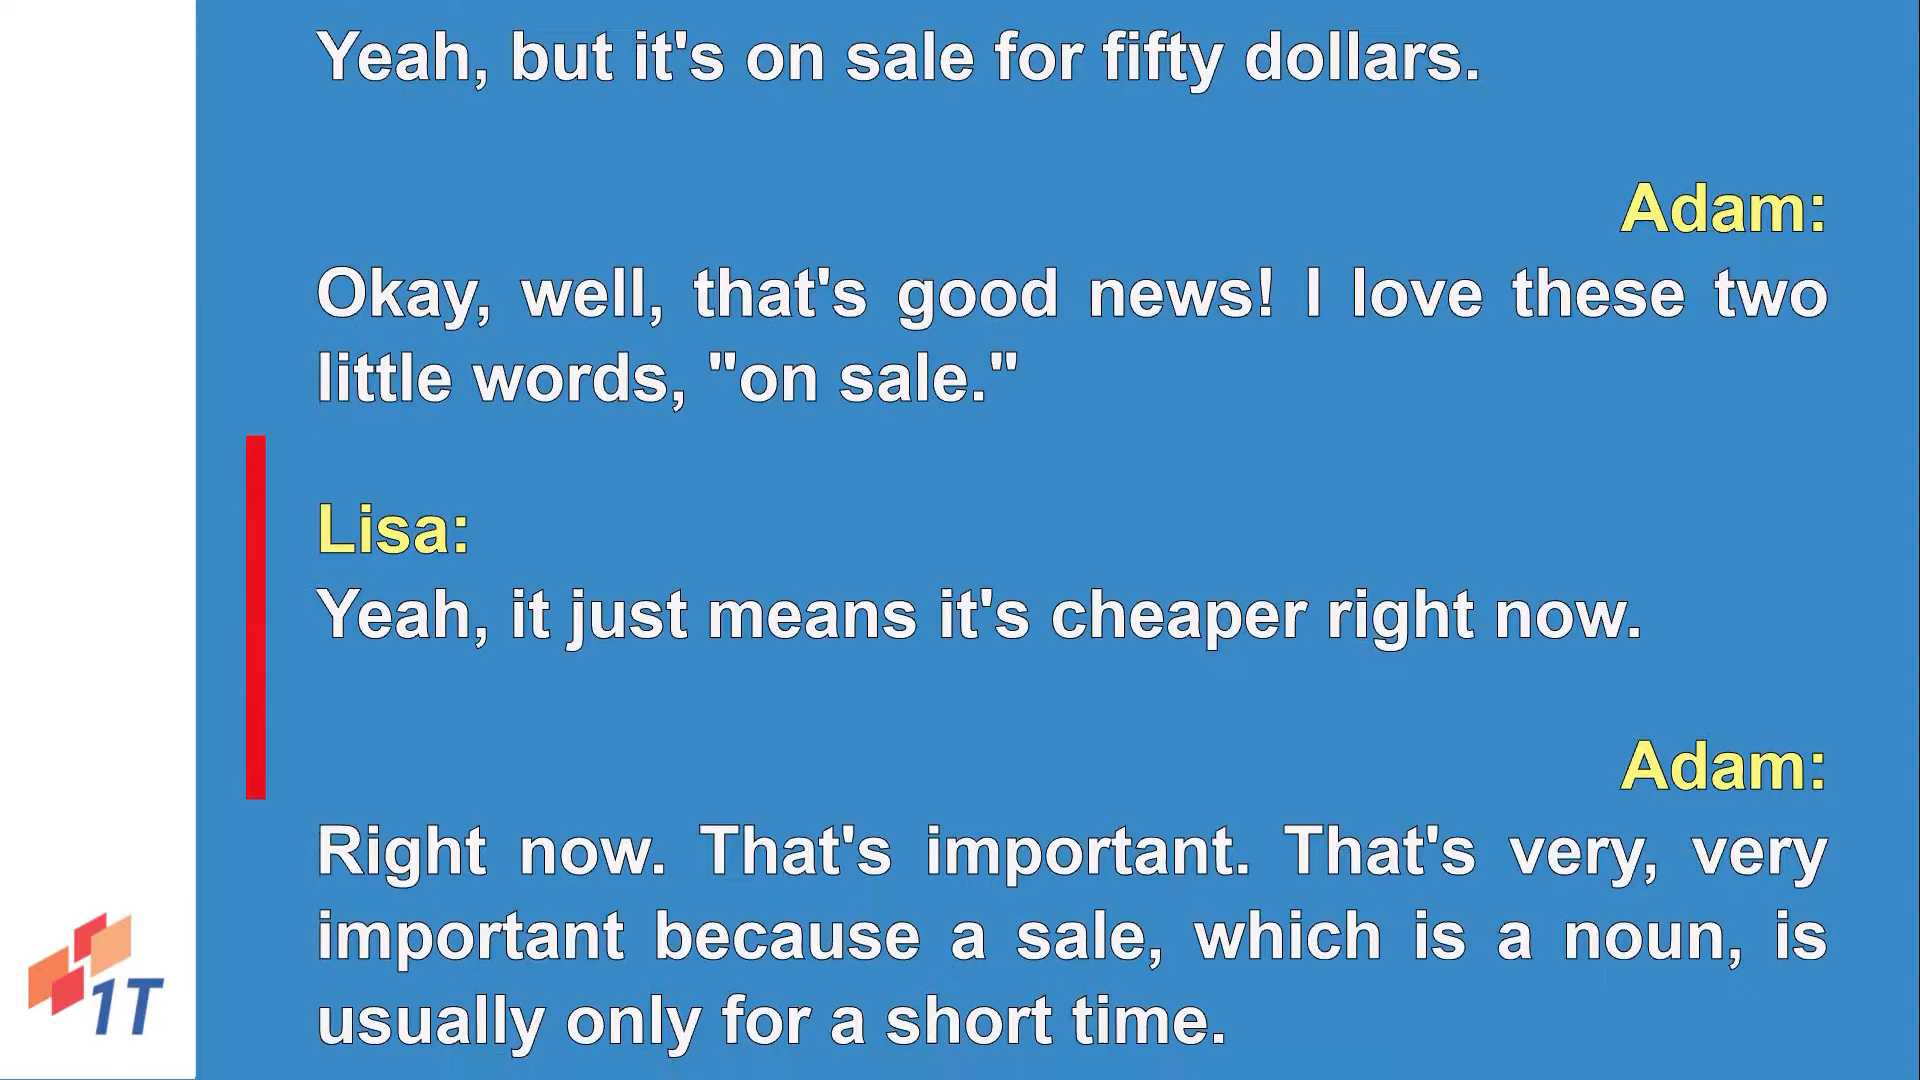 Yeah, but it's on sale for fifty dollars.
Adam:
Okay, well, that's good news! I love these two
little words, "on sale."
Lisa:
Yeah, it just means it's cheaper right now.
Adam:
Right now. That's important. That's very, very
important because a sale, which is a noun, is
usually only for a short time.
1T